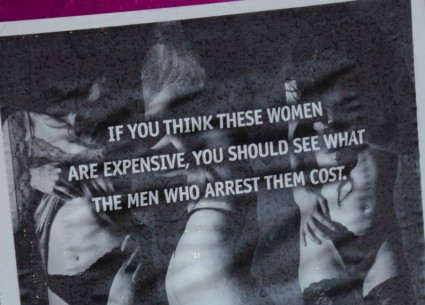 IF YOU THINK THESE WOMEN
ARE EXPENSIVE, YOU SHOULD SEE WHAT
THE MEN WHO ARREST THEM COST.